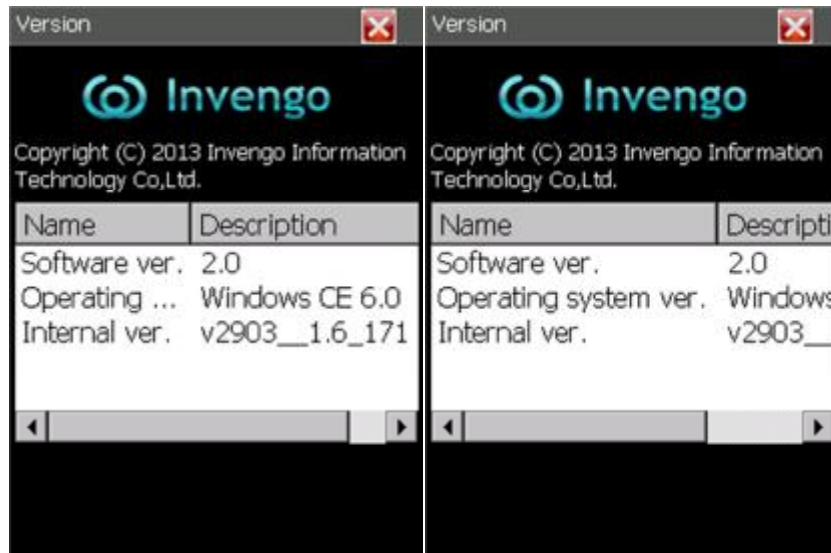 Version
Invengo
Copyright (C) 2013 Invengo Information
Technology Co,Ltd.
Name Description
Software ver. 2.0
Operating ... Windows CE 6.0
Internal ver. v2903__1.6_171
Version
Invengo
Copyright (C) 2013 Invengo Information
Technology Co,Ltd.
Name Descripti
Software ver. 2.0
Operating system ver. Windows
Internal ver. v2903__